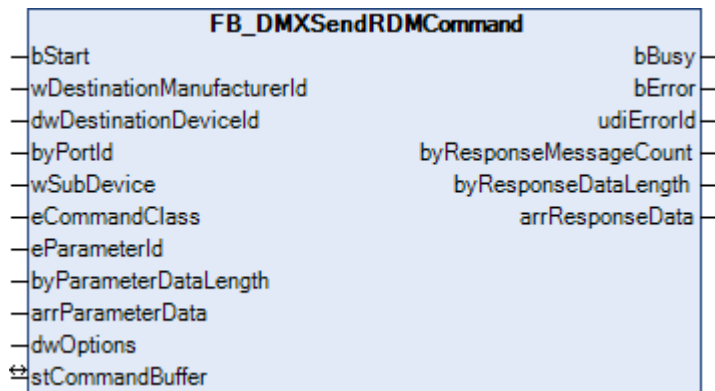 FB_DMXSendRDMCommand
bStart bBusy
wDestinationManufacturerId bError
dwDestinationDeviceId udiErrorId
byPortId byResponseMessageCount
wSubDevice byResponseDataLength
eCommandClass arrResponseData
eParameterId
byParameterDataLength
arrParameterData
dwOptions
stCommandBuffer